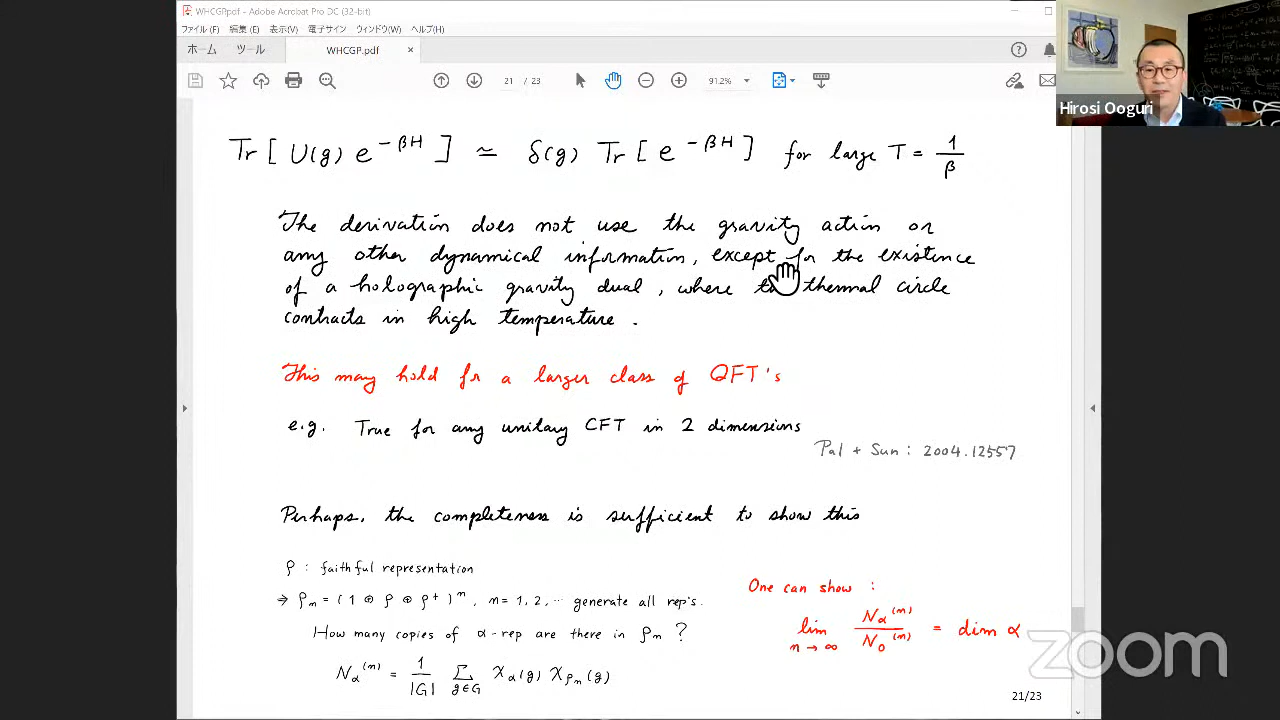 WHCGP.pdf - Adobe Acrobat Pro DC (32-bit)
ファイル(F) 編集(E) 表示(V) 電子サイン ウィンドウ(W) ヘルプ(H)
ホーム ツール WHCGP.pdf ×
21 / 23 91.2%
Hirosi Ooguri
Tr [ U(g) e^{-βH} ] ≃ δ(g) Tr [ e^{-βH} ] for large T = 1/β
The derivation does not use the gravity action or
any other dynamical information, except for the existence
of a holographic gravity dual, where thermal circle
contracts in high temperature.
This may hold for a larger class of QFT's
e.g. True for any unitary CFT in 2 dimensions
Pal + Sun : 2004.12557
Perhaps, the completeness is sufficient to show this
ρ : faithful representation
⇒ ρ_m = (1 ⊕ ρ ⊕ ρ†)^m, m = 1, 2, ... generate all rep's.
How many copies of α-rep are there in ρ_m ?
N_α^{(m)} = 1/|G| Σ_{g∈G} χ_α(g) χ_{ρ_m}(g)
One can show :
lim_{n→∞} N_α^{(m)} / N_0^{(m)} = dim α
zoom
21/23